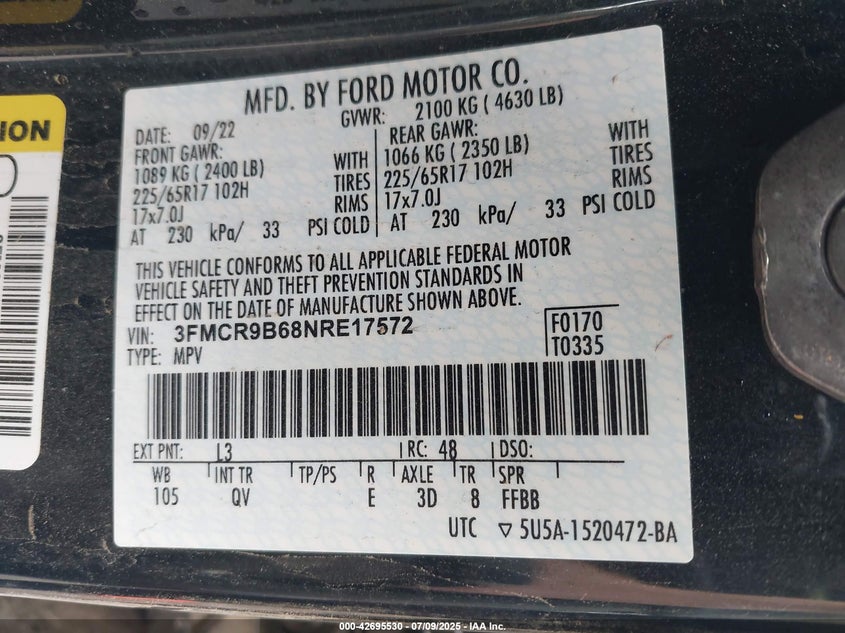 MFD. BY FORD MOTOR CO.
GVWR: 2100 KG ( 4630 LB)
DATE: 09/22
FRONT GAWR: WITH
1089 KG ( 2400 LB) TIRES
225/65R17 102H RIMS
17x7.0J
AT 230 kPa/ 33 PSI COLD
REAR GAWR: WITH
1066 KG ( 2350 LB) TIRES
225/65R17 102H RIMS
17x7.0J
AT 230 kPa/ 33 PSI COLD
THIS VEHICLE CONFORMS TO ALL APPLICABLE FEDERAL MOTOR
VEHICLE SAFETY AND THEFT PREVENTION STANDARDS IN
EFFECT ON THE DATE OF MANUFACTURE SHOWN ABOVE.
VIN: 3FMCR9B68NRE17572
TYPE: MPV
F0170
T0335
EXT PNT: L3 RC: 48 DSO:
WB INT TR TP/PS R AXLE TR SPR
105 QV E 3D 8 FFBB
UTC ▽ 5U5A-1520472-BA
000-42695530 - 07/09/2025 - IAA Inc.